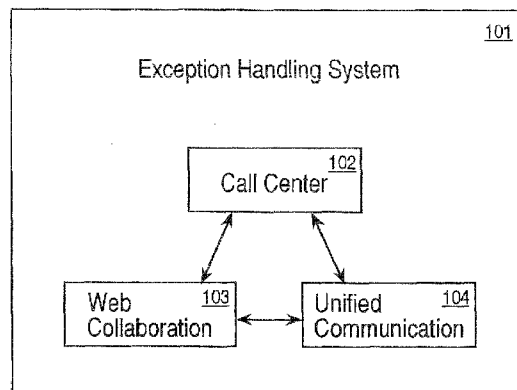 101
Exception Handling System
102
Call Center
Web 103
Collaboration
Unified 104
Communication